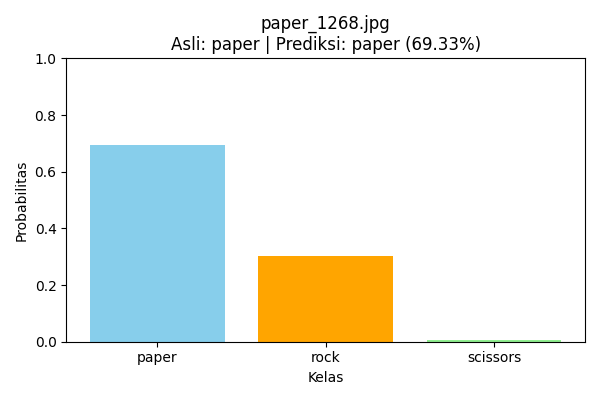 paper_1268.jpg
Asli: paper | Prediksi: paper (69.33%)
1.0
0.8
0.6
0.4
0.2
0.0
Probabilitas
paper rock scissors
Kelas